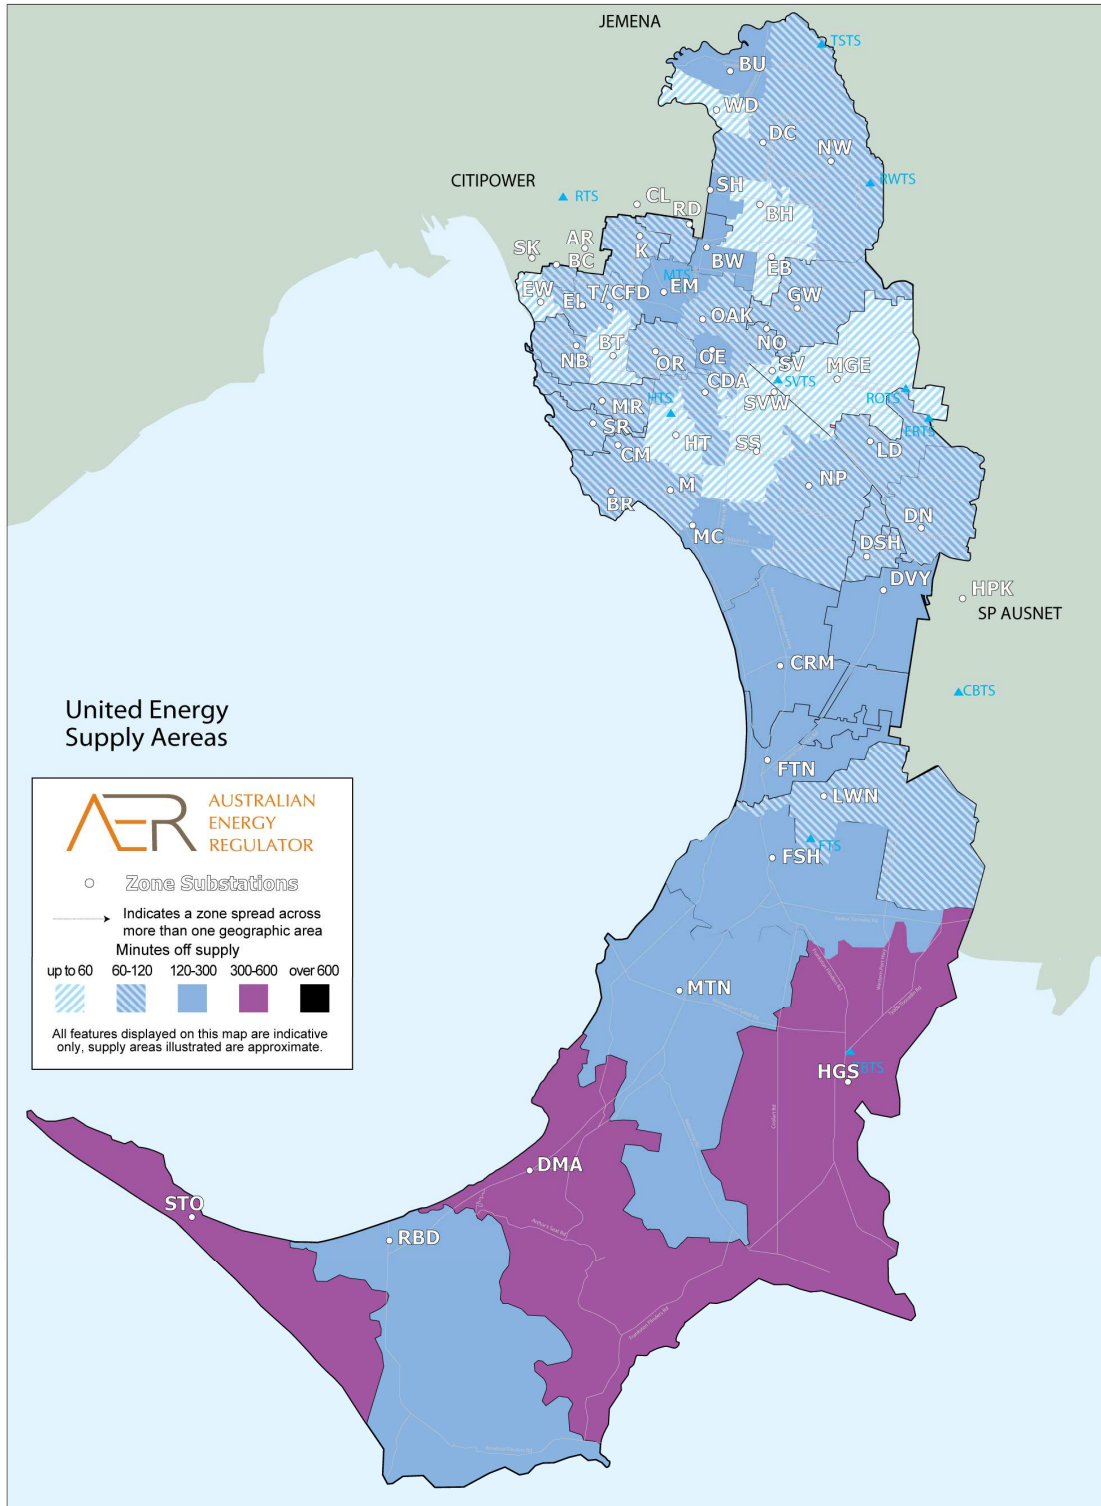 JEMENA
TSTS
BU
WD
DC
NW
CITIPOWER
RTS
RWTS
SH
CL
BH
RD
AR
K
SK
BC
BW
EB
MTS
EM
EW
EL
T/CFD
GW
OAK
NO
BT
OE
NB
OR
SV
MGE
CDA
SVTS
SVW
ROTS
HTS
MR
SR
ERTS
HT
SS
LD
CM
NP
M
BR
DN
MC
DSH
DVY
HPK
SP AUSNET
CRM
CBTS
United Energy
Supply Aereas
FTN
LWN
FTS
FSH
AER
AUSTRALIAN
ENERGY
REGULATOR
Zone Substations
Indicates a zone spread across
more than one geographic area
Minutes off supply
up to 60 60-120 120-300 300-600 over 600
All features displayed on this map are indicative
only, supply areas illustrated are approximate.
MTN
HGS
DMA
STO
RBD